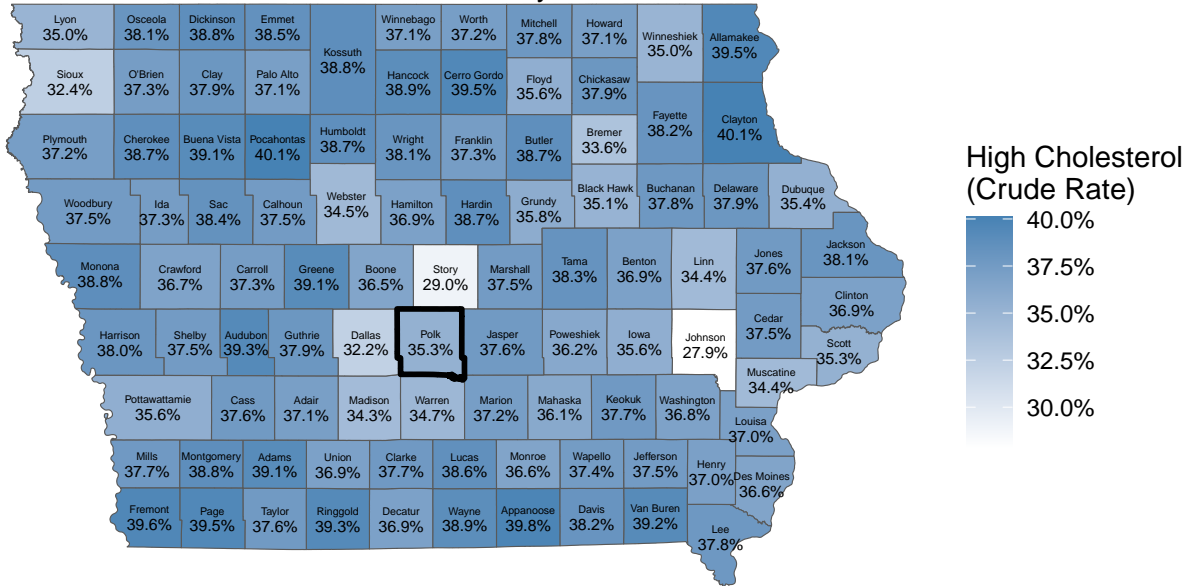 Lyon
35.0%
Osceola
38.1%
Dickinson
38.8%
Emmet
38.5%
Kossuth
38.8%
Winnebago
37.1%
Worth
37.2%
Mitchell
37.8%
Howard
37.1%
Winneshiek
35.0%
Allamakee
39.5%
Sioux
32.4%
O'Brien
37.3%
Clay
37.9%
Palo Alto
37.1%
Hancock
38.9%
Cerro Gordo
39.5%
Floyd
35.6%
Chickasaw
37.9%
Fayette
38.2%
Clayton
40.1%
Plymouth
37.2%
Cherokee
38.7%
Buena Vista
39.1%
Pocahontas
40.1%
Humboldt
38.7%
Wright
38.1%
Franklin
37.3%
Butler
38.7%
Bremer
33.6%
Woodbury
37.5%
Ida
37.3%
Sac
38.4%
Calhoun
37.5%
Webster
34.5%
Hamilton
36.9%
Hardin
38.7%
Grundy
35.8%
Black Hawk
35.1%
Buchanan
37.8%
Delaware
37.9%
Dubuque
35.4%
Monona
38.8%
Crawford
36.7%
Carroll
37.3%
Greene
39.1%
Boone
36.5%
Story
29.0%
Marshall
37.5%
Tama
38.3%
Benton
36.9%
Linn
34.4%
Jones
37.6%
Jackson
38.1%
Clinton
36.9%
Harrison
38.0%
Shelby
37.5%
Audubon
39.3%
Guthrie
37.9%
Dallas
32.2%
Polk
35.3%
Jasper
37.6%
Poweshiek
36.2%
Iowa
35.6%
Johnson
27.9%
Cedar
37.5%
Scott
35.3%
Muscatine
34.4%
Pottawattamie
35.6%
Cass
37.6%
Adair
37.1%
Madison
34.3%
Warren
34.7%
Marion
37.2%
Mahaska
36.1%
Keokuk
37.7%
Washington
36.8%
Louisa
37.0%
Mills
37.7%
Montgomery
38.8%
Adams
39.1%
Union
36.9%
Clarke
37.7%
Lucas
38.6%
Monroe
36.6%
Wapello
37.4%
Jefferson
37.5%
Henry
37.0%
Des Moines
36.6%
Fremont
39.6%
Page
39.5%
Taylor
37.6%
Ringgold
39.3%
Decatur
36.9%
Wayne
38.9%
Appanoose
39.8%
Davis
38.2%
Van Buren
39.2%
Lee
37.8%
High Cholesterol
(Crude Rate)
40.0%
37.5%
35.0%
32.5%
30.0%